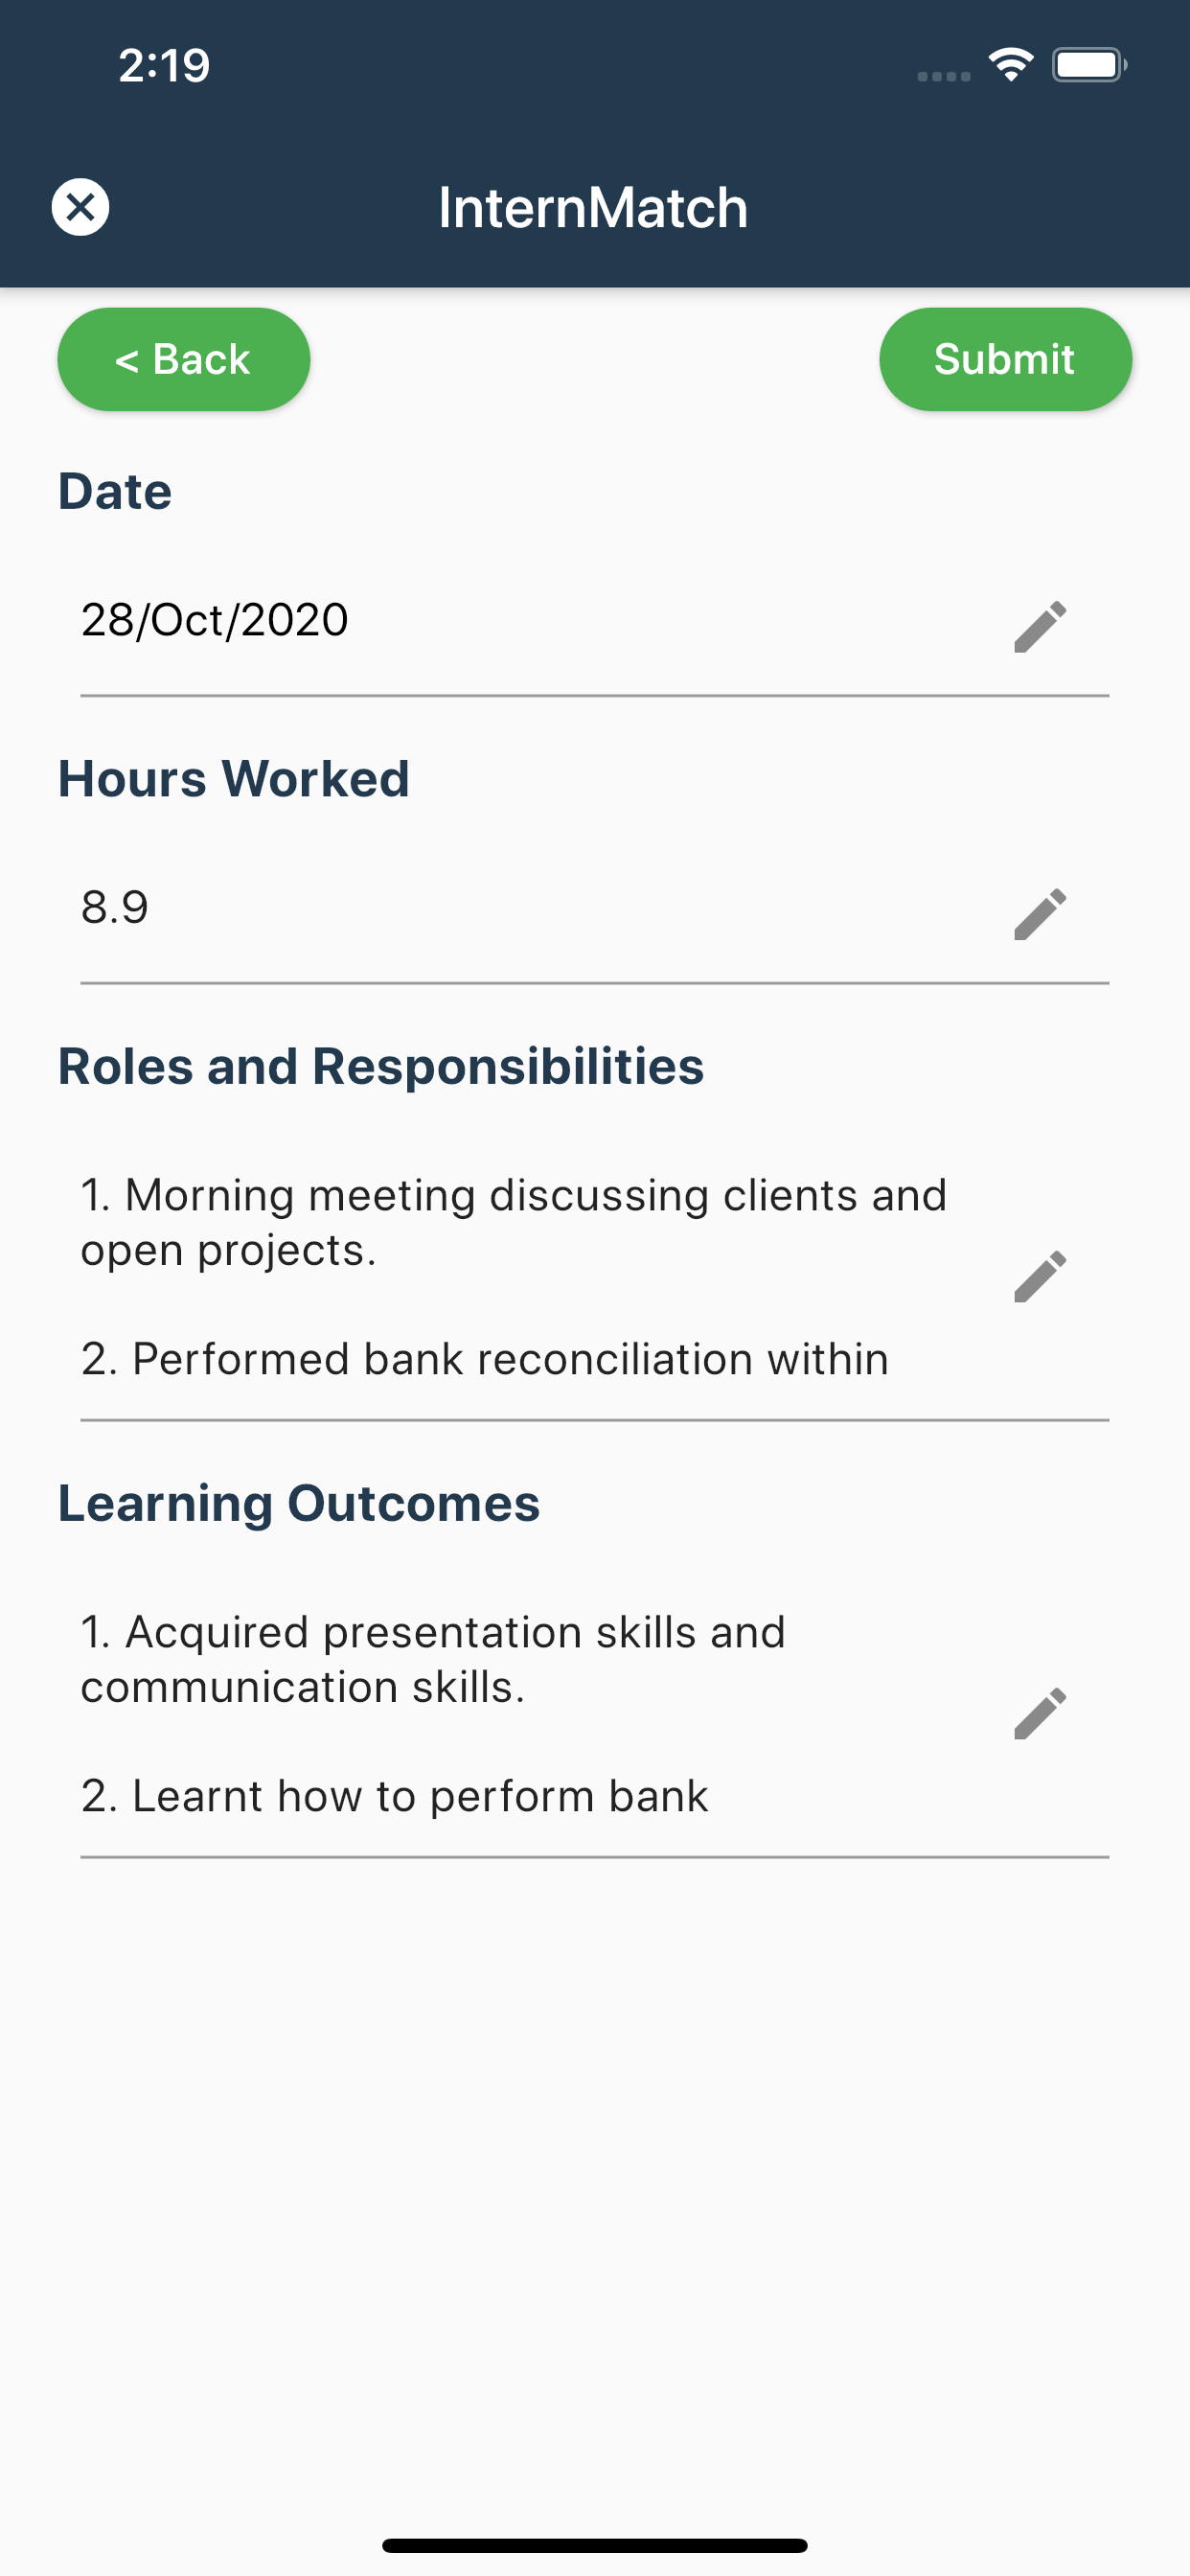 2:19
InternMatch
< Back
Submit
Date
28/Oct/2020
Hours Worked
8.9
Roles and Responsibilities
1. Morning meeting discussing clients and
open projects.
2. Performed bank reconciliation within
Learning Outcomes
1. Acquired presentation skills and
communication skills.
2. Learnt how to perform bank